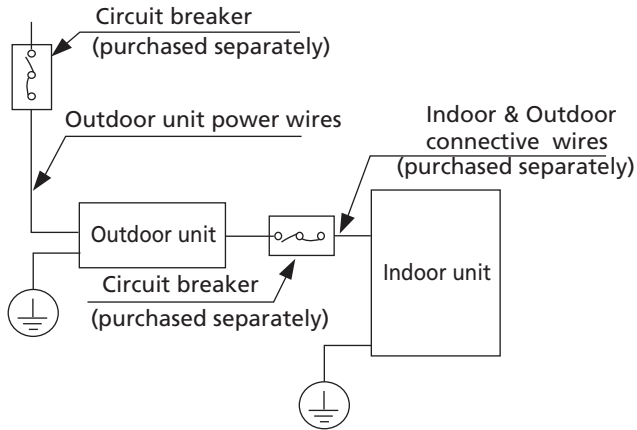 Circuit breaker
(purchased separately)
Outdoor unit power wires
Indoor & Outdoor
connective wires
(purchased separately)
Outdoor unit
Indoor unit
Circuit breaker
(purchased separately)